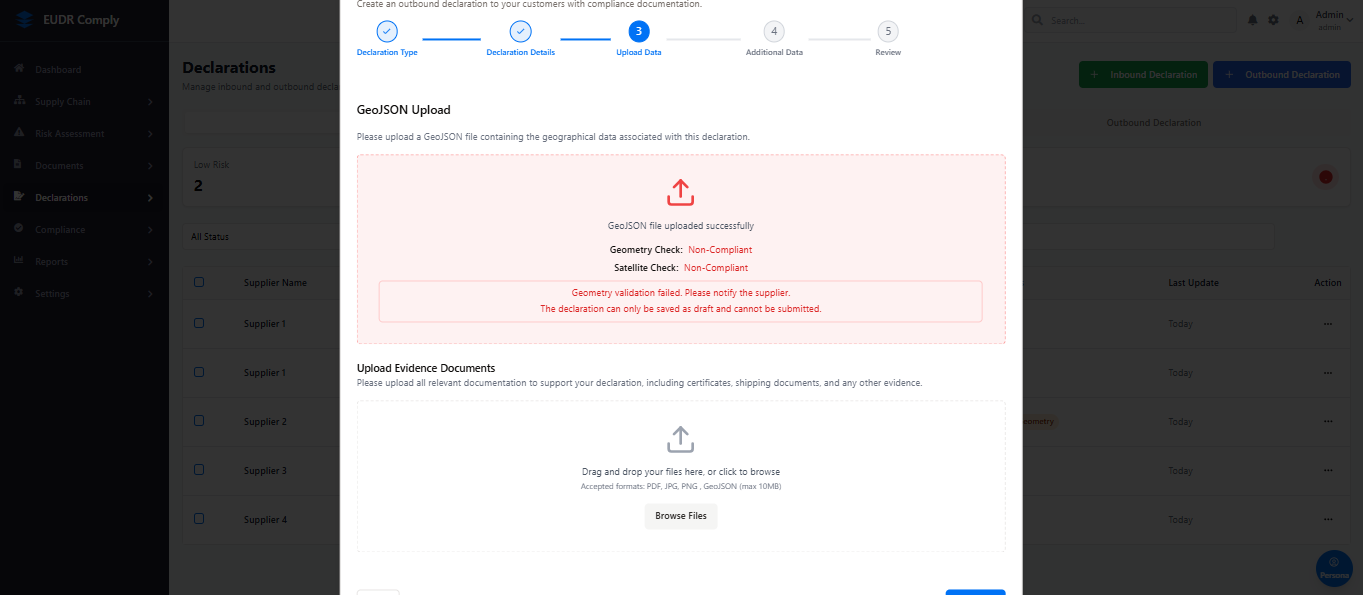 Create an outbound declaration to your customers with compliance documentation.
EUDR Comply
Search...
A
Admin
admin
3
4
5
Declaration Type
Declaration Details
Upload Data
Additional Data
Review
Dashboard
Supply Chain
Risk Assessment
Documents
Declarations
Compliance
Reports
Settings
Declarations
Manage inbound and outbound decla
+ Inbound Declaration
+ Outbound Declaration
Outbound Declaration
Low Risk
2
All Status
GeoJSON Upload
Please upload a GeoJSON file containing the geographical data associated with this declaration.
GeoJSON file uploaded successfully
Geometry Check: Non-Compliant
Satellite Check: Non-Compliant
Geometry validation failed. Please notify the supplier.
The declaration can only be saved as draft and cannot be submitted.
Upload Evidence Documents
Please upload all relevant documentation to support your declaration, including certificates, shipping documents, and any other evidence.
Drag and drop your files here, or click to browse
Accepted formats: PDF, JPG, PNG , GeoJSON (max 10MB)
Browse Files
Supplier Name
Last Update
Action
Supplier 1
Today
...
Supplier 1
Today
...
Supplier 2
eometry
Today
...
Supplier 3
Today
...
Supplier 4
Today
...
Persona